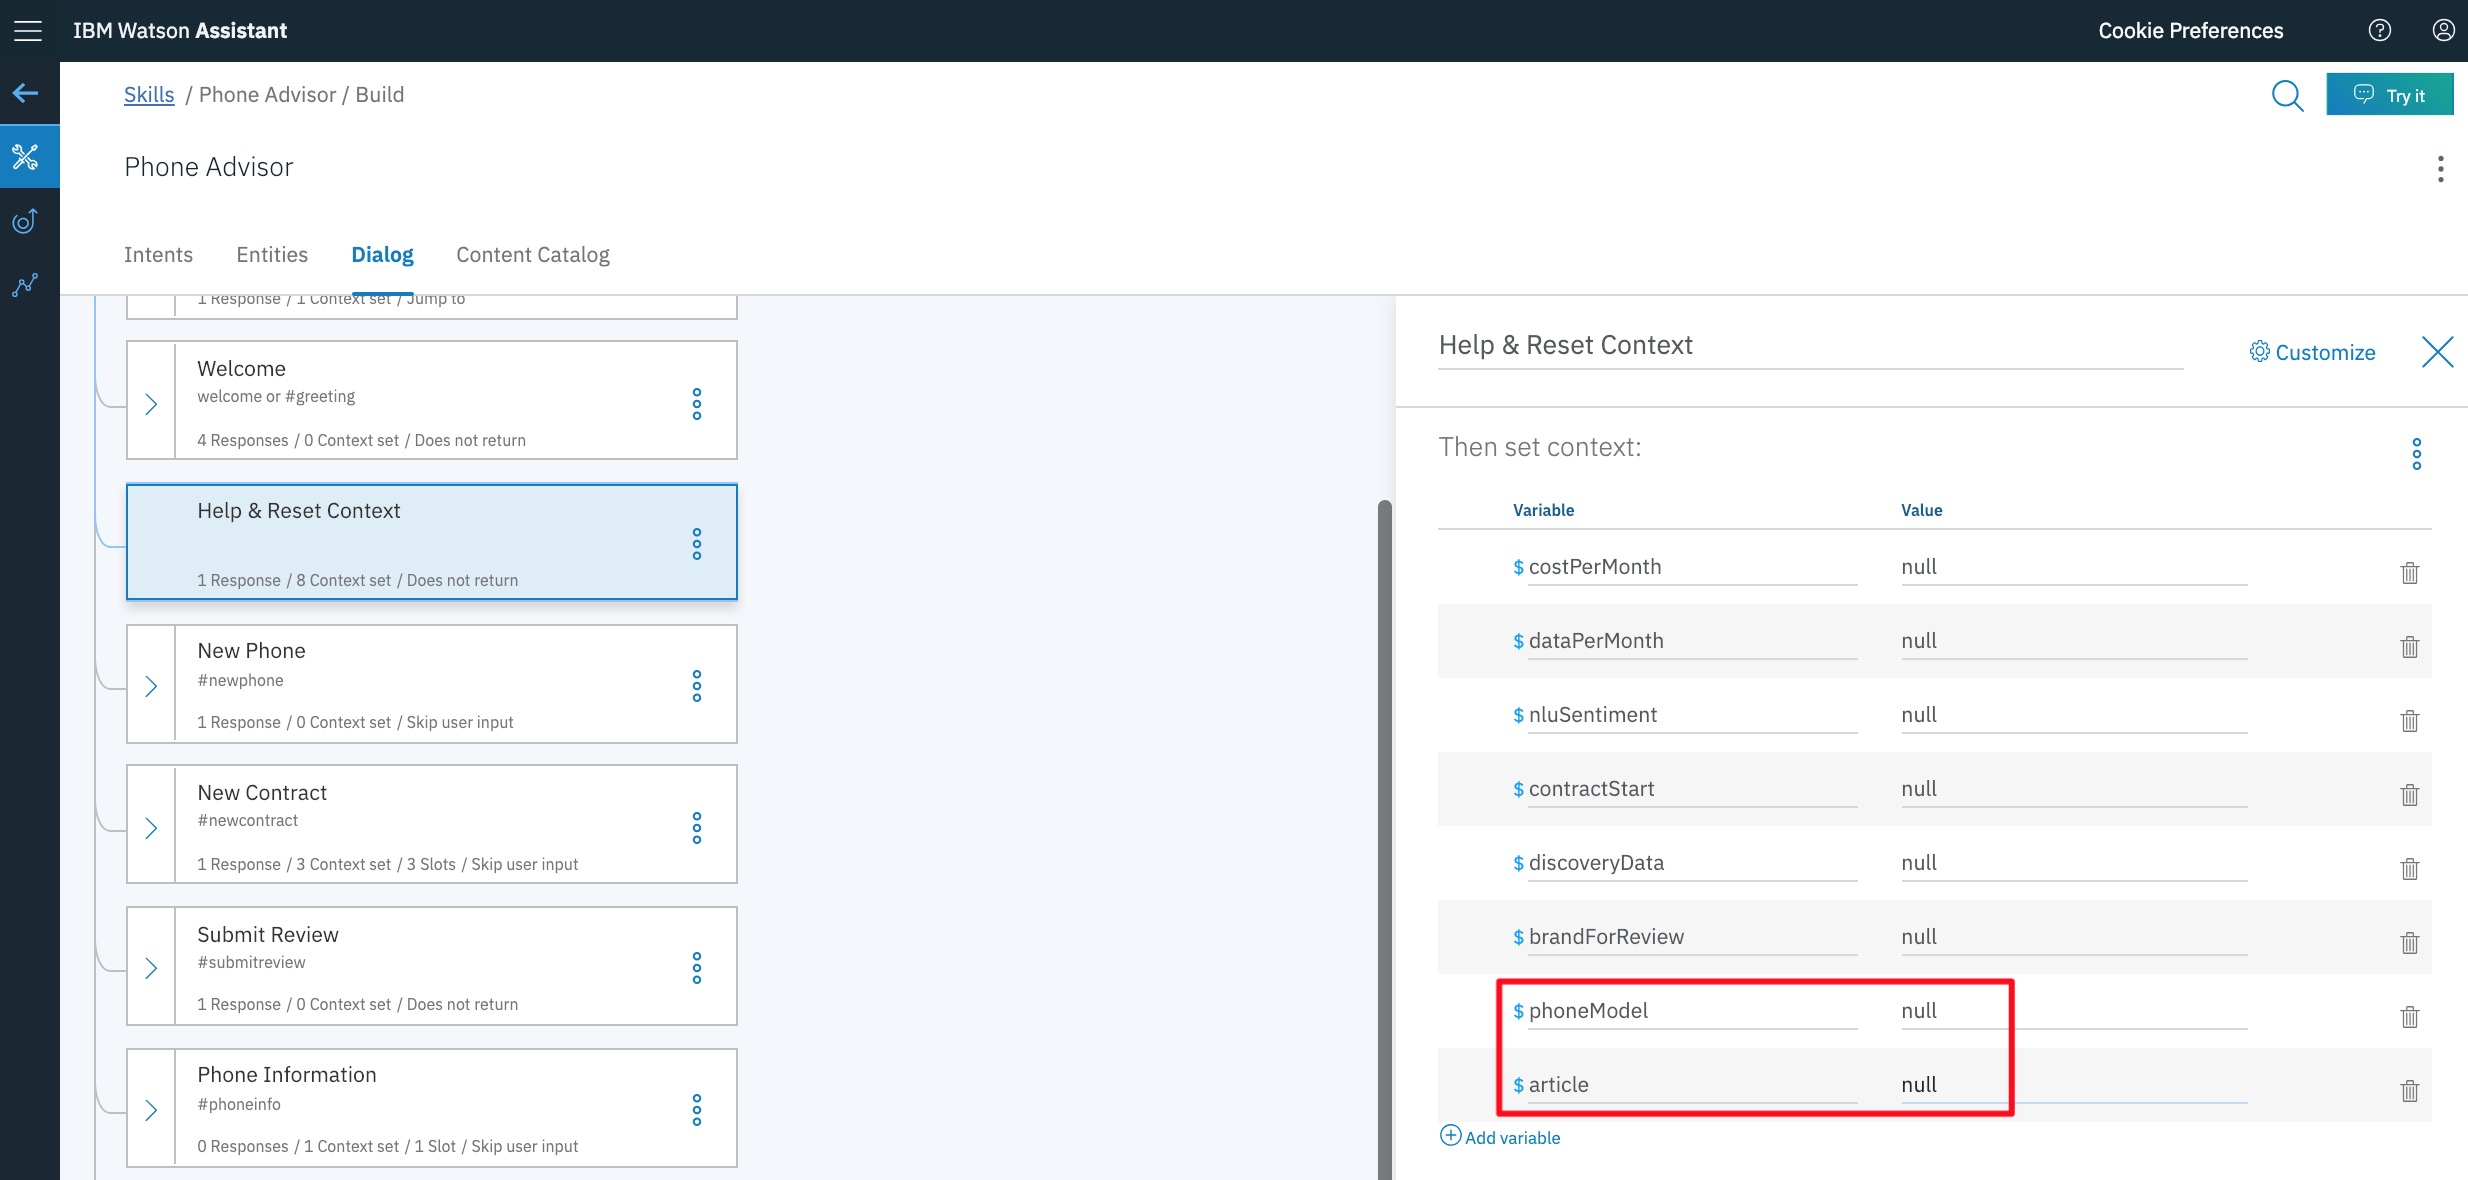 IBM Watson Assistant
Cookie Preferences
Skills / Phone Advisor / Build
Try it
Phone Advisor
Intents
Entities
Dialog
Content Catalog
1 Response / 1 Context set / Jump to
Welcome
welcome or #greeting
4 Responses / 0 Context set / Does not return
Help & Reset Context
1 Response / 8 Context set / Does not return
New Phone
#newphone
1 Response / 0 Context set / Skip user input
New Contract
#newcontract
1 Response / 3 Context set / 3 Slots / Skip user input
Submit Review
#submitreview
1 Response / 0 Context set / Does not return
Phone Information
#phoneinfo
0 Responses / 1 Context set / 1 Slot / Skip user input
Help & Reset Context
Customize
Then set context:
Variable Value
$ costPerMonth null
$ dataPerMonth null
$ nluSentiment null
$ contractStart null
$ discoveryData null
$ brandForReview null
$ phoneModel null
$ article null
Add variable